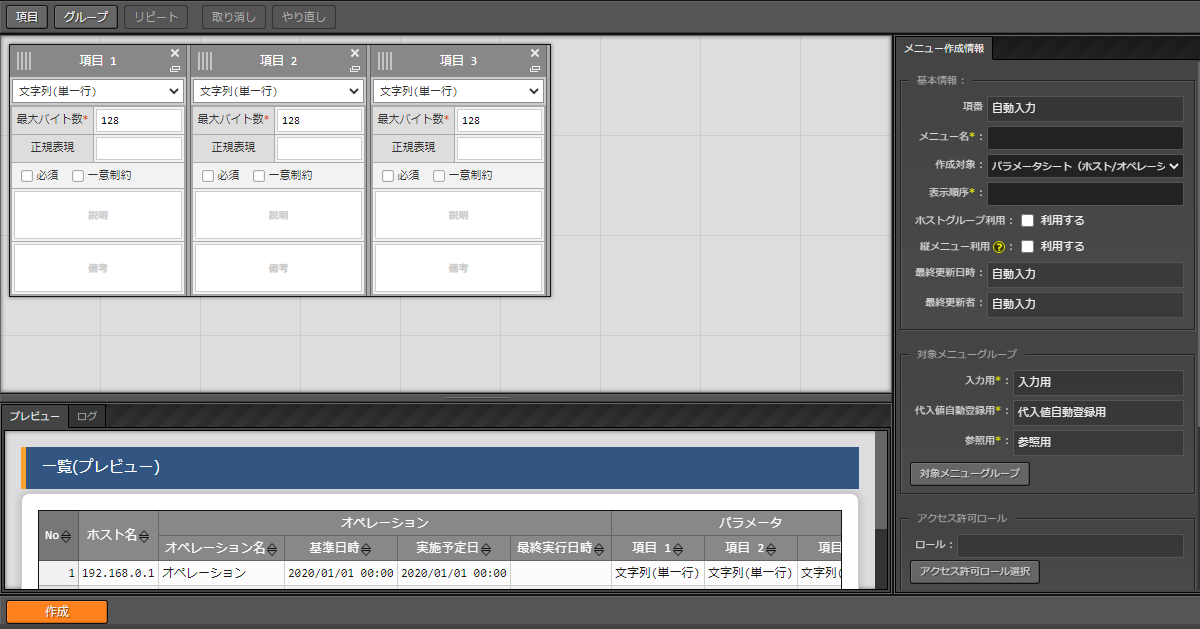 項目 グループ リピート 取り消し やり直し
項目 1 項目 2 項目 3
文字列(単一行) 文字列(単一行) 文字列(単一行)
最大バイト数* 128 最大バイト数* 128 最大バイト数* 128
正規表現 正規表現 正規表現
必須 一意制約 必須 一意制約 必須 一意制約
説明 説明 説明
備考 備考 備考
メニュー作成情報
基本情報：
項番 自動入力
メニュー名*：
作成対象： パラメータシート（ホスト/オペレーシ
表示順序*：
ホストグループ利用： 利用する
縦メニュー利用?： 利用する
最終更新日時： 自動入力
最終更新者： 自動入力
対象メニューグループ
入力用*： 入力用
代入値自動登録用*： 代入値自動登録用
参照用*： 参照用
対象メニューグループ
アクセス許可ロール
ロール：
アクセス許可ロール選択
プレビュー ログ
一覧(プレビュー)
No ホスト名 オペレーション パラメータ
オペレーション名 基準日時 実施予定日 最終実行日時 項目 1 項目 2 項目
1 192.168.0.1 オペレーション 2020/01/01 00:00 2020/01/01 00:00 文字列(単一行) 文字列(単一行) 文字列(
作成